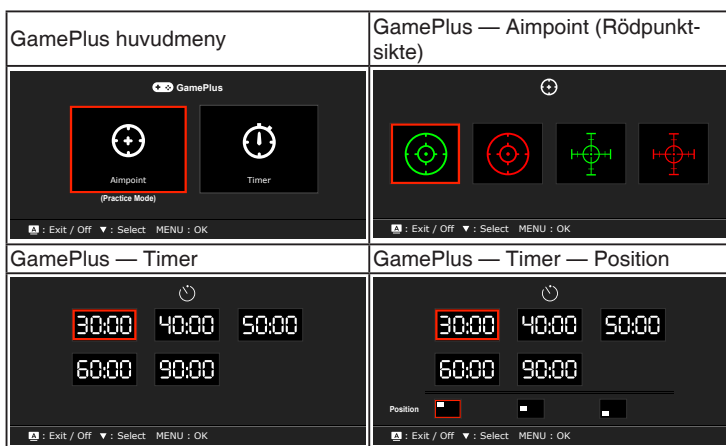 GamePlus huvudmeny
GamePlus — Aimpoint (Rödpunkt-
sikte)
GamePlus
Aimpoint
Timer
(Practice Mode)
A : Exit / Off ▼ : Select MENU : OK
A : Exit / Off ▼ : Select MENU : OK
GamePlus — Timer
GamePlus — Timer — Position
30:00 40:00 50:00
60:00 90:00
A : Exit / Off ▼ : Select MENU : OK
30:00 40:00 50:00
60:00 90:00
Position
A : Exit / Off ▼ : Select MENU : OK